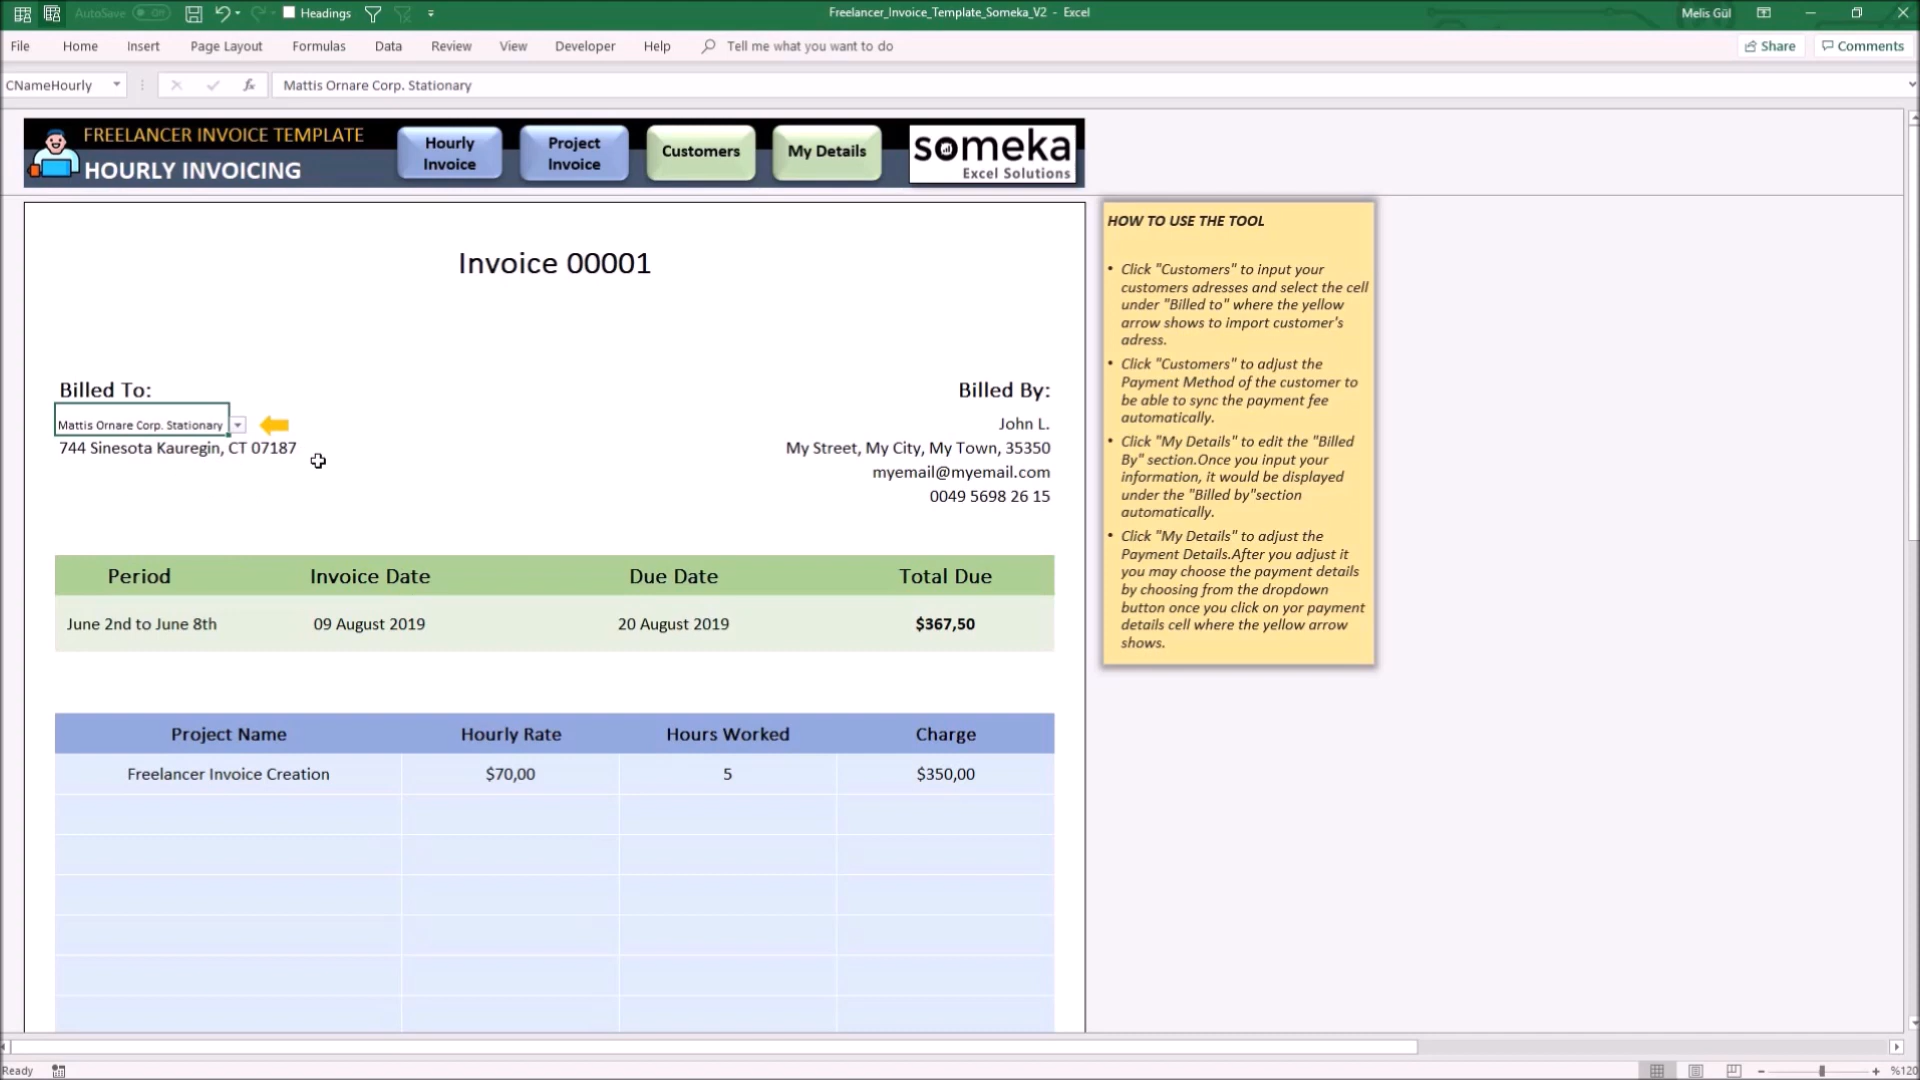 AutoSave On Headings Freelancer_Invoice_Template_Someka_V2 - Excel Melis Gül
File Home Insert Page Layout Formulas Data Review View Developer Help Tell me what you want to do Share Comments
CNameHourly fx Mattis Ornare Corp. Stationary
FREELANCER INVOICE TEMPLATE
HOURLY INVOICING
Hourly
Invoice
Project
Invoice
Customers
My Details
someka
Excel Solutions
Invoice 00001
Billed To:
Mattis Ornare Corp. Stationary
744 Sinesota Kauregin, CT 07187
Billed By:
John L.
My Street, My City, My Town, 35350
myemail@myemail.com
0049 5698 26 15
Period Invoice Date Due Date Total Due
June 2nd to June 8th 09 August 2019 20 August 2019 $367,50
Project Name Hourly Rate Hours Worked Charge
Freelancer Invoice Creation $70,00 5 $350,00
HOW TO USE THE TOOL
• Click "Customers" to input your
customers adresses and select the cell
under "Billed to" where the yellow
arrow shows to import customer's
adress.
• Click "Customers" to adjust the
Payment Method of the customer to
be able to sync the payment fee
automatically.
• Click "My Details" to edit the "Billed
By" section.Once you input your
information, it would be displayed
under the "Billed by"section
automatically.
• Click "My Details" to adjust the
Payment Details.After you adjust it
you may choose the payment details
by choosing from the dropdown
button once you click on yor payment
details cell where the yellow arrow
shows.
Ready %120